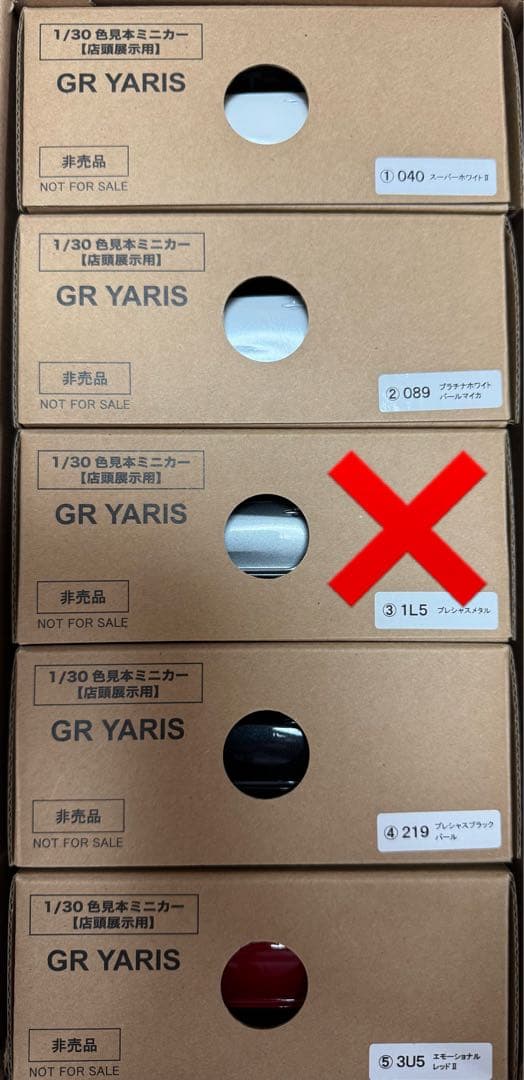 1/30 色見本ミニカー
【店頭展示用】
GR YARIS
非売品
NOT FOR SALE
① 040 スーパーホワイトⅡ
1/30 色見本ミニカー
【店頭展示用】
GR YARIS
非売品
NOT FOR SALE
② 089 プラチナホワイト
パールマイカ
1/30 色見本ミニカー
【店頭展示用】
GR YARIS
非売品
NOT FOR SALE
③ 1L5 プレシャスメタル
1/30 色見本ミニカー
【店頭展示用】
GR YARIS
非売品
NOT FOR SALE
④ 219 プレシャスブラック
パール
1/30 色見本ミニカー
【店頭展示用】
GR YARIS
非売品
NOT FOR SALE
⑤ 3U5 エモーショナル
レッドⅡ